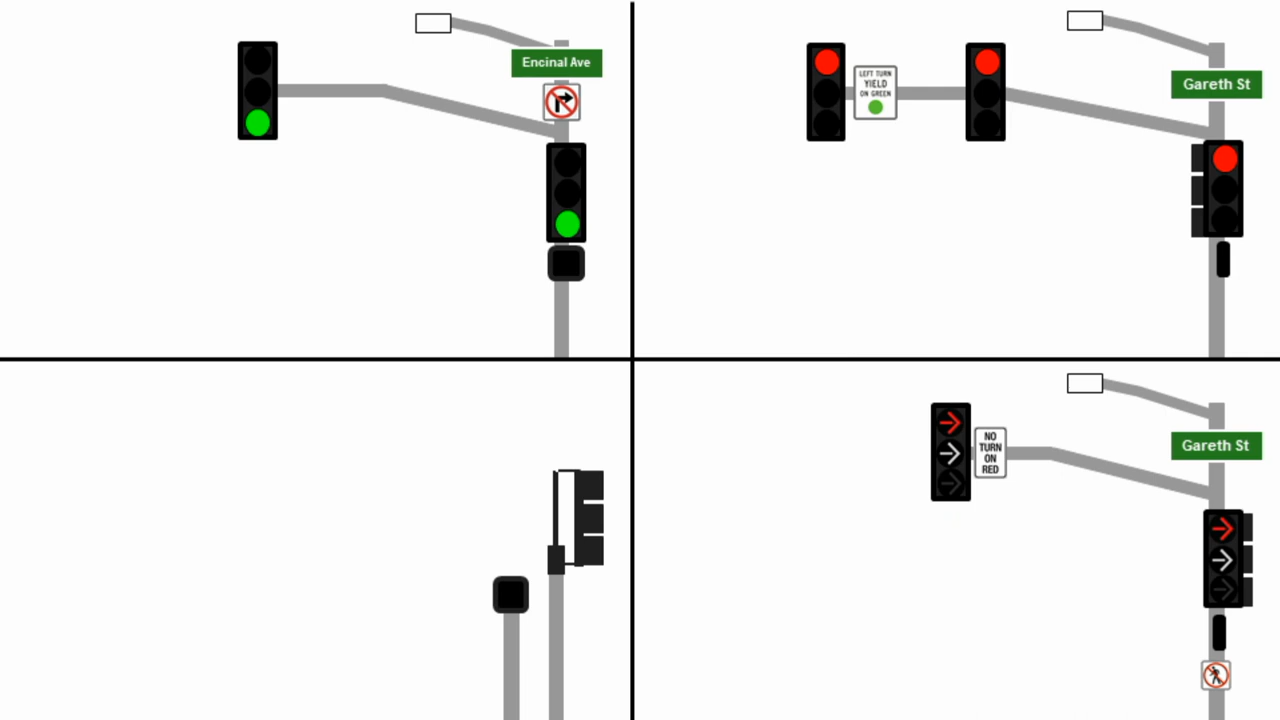 Encinal Ave
LEFT TURN
YIELD
ON GREEN
Gareth St
NO
TURN
ON
RED
Gareth St